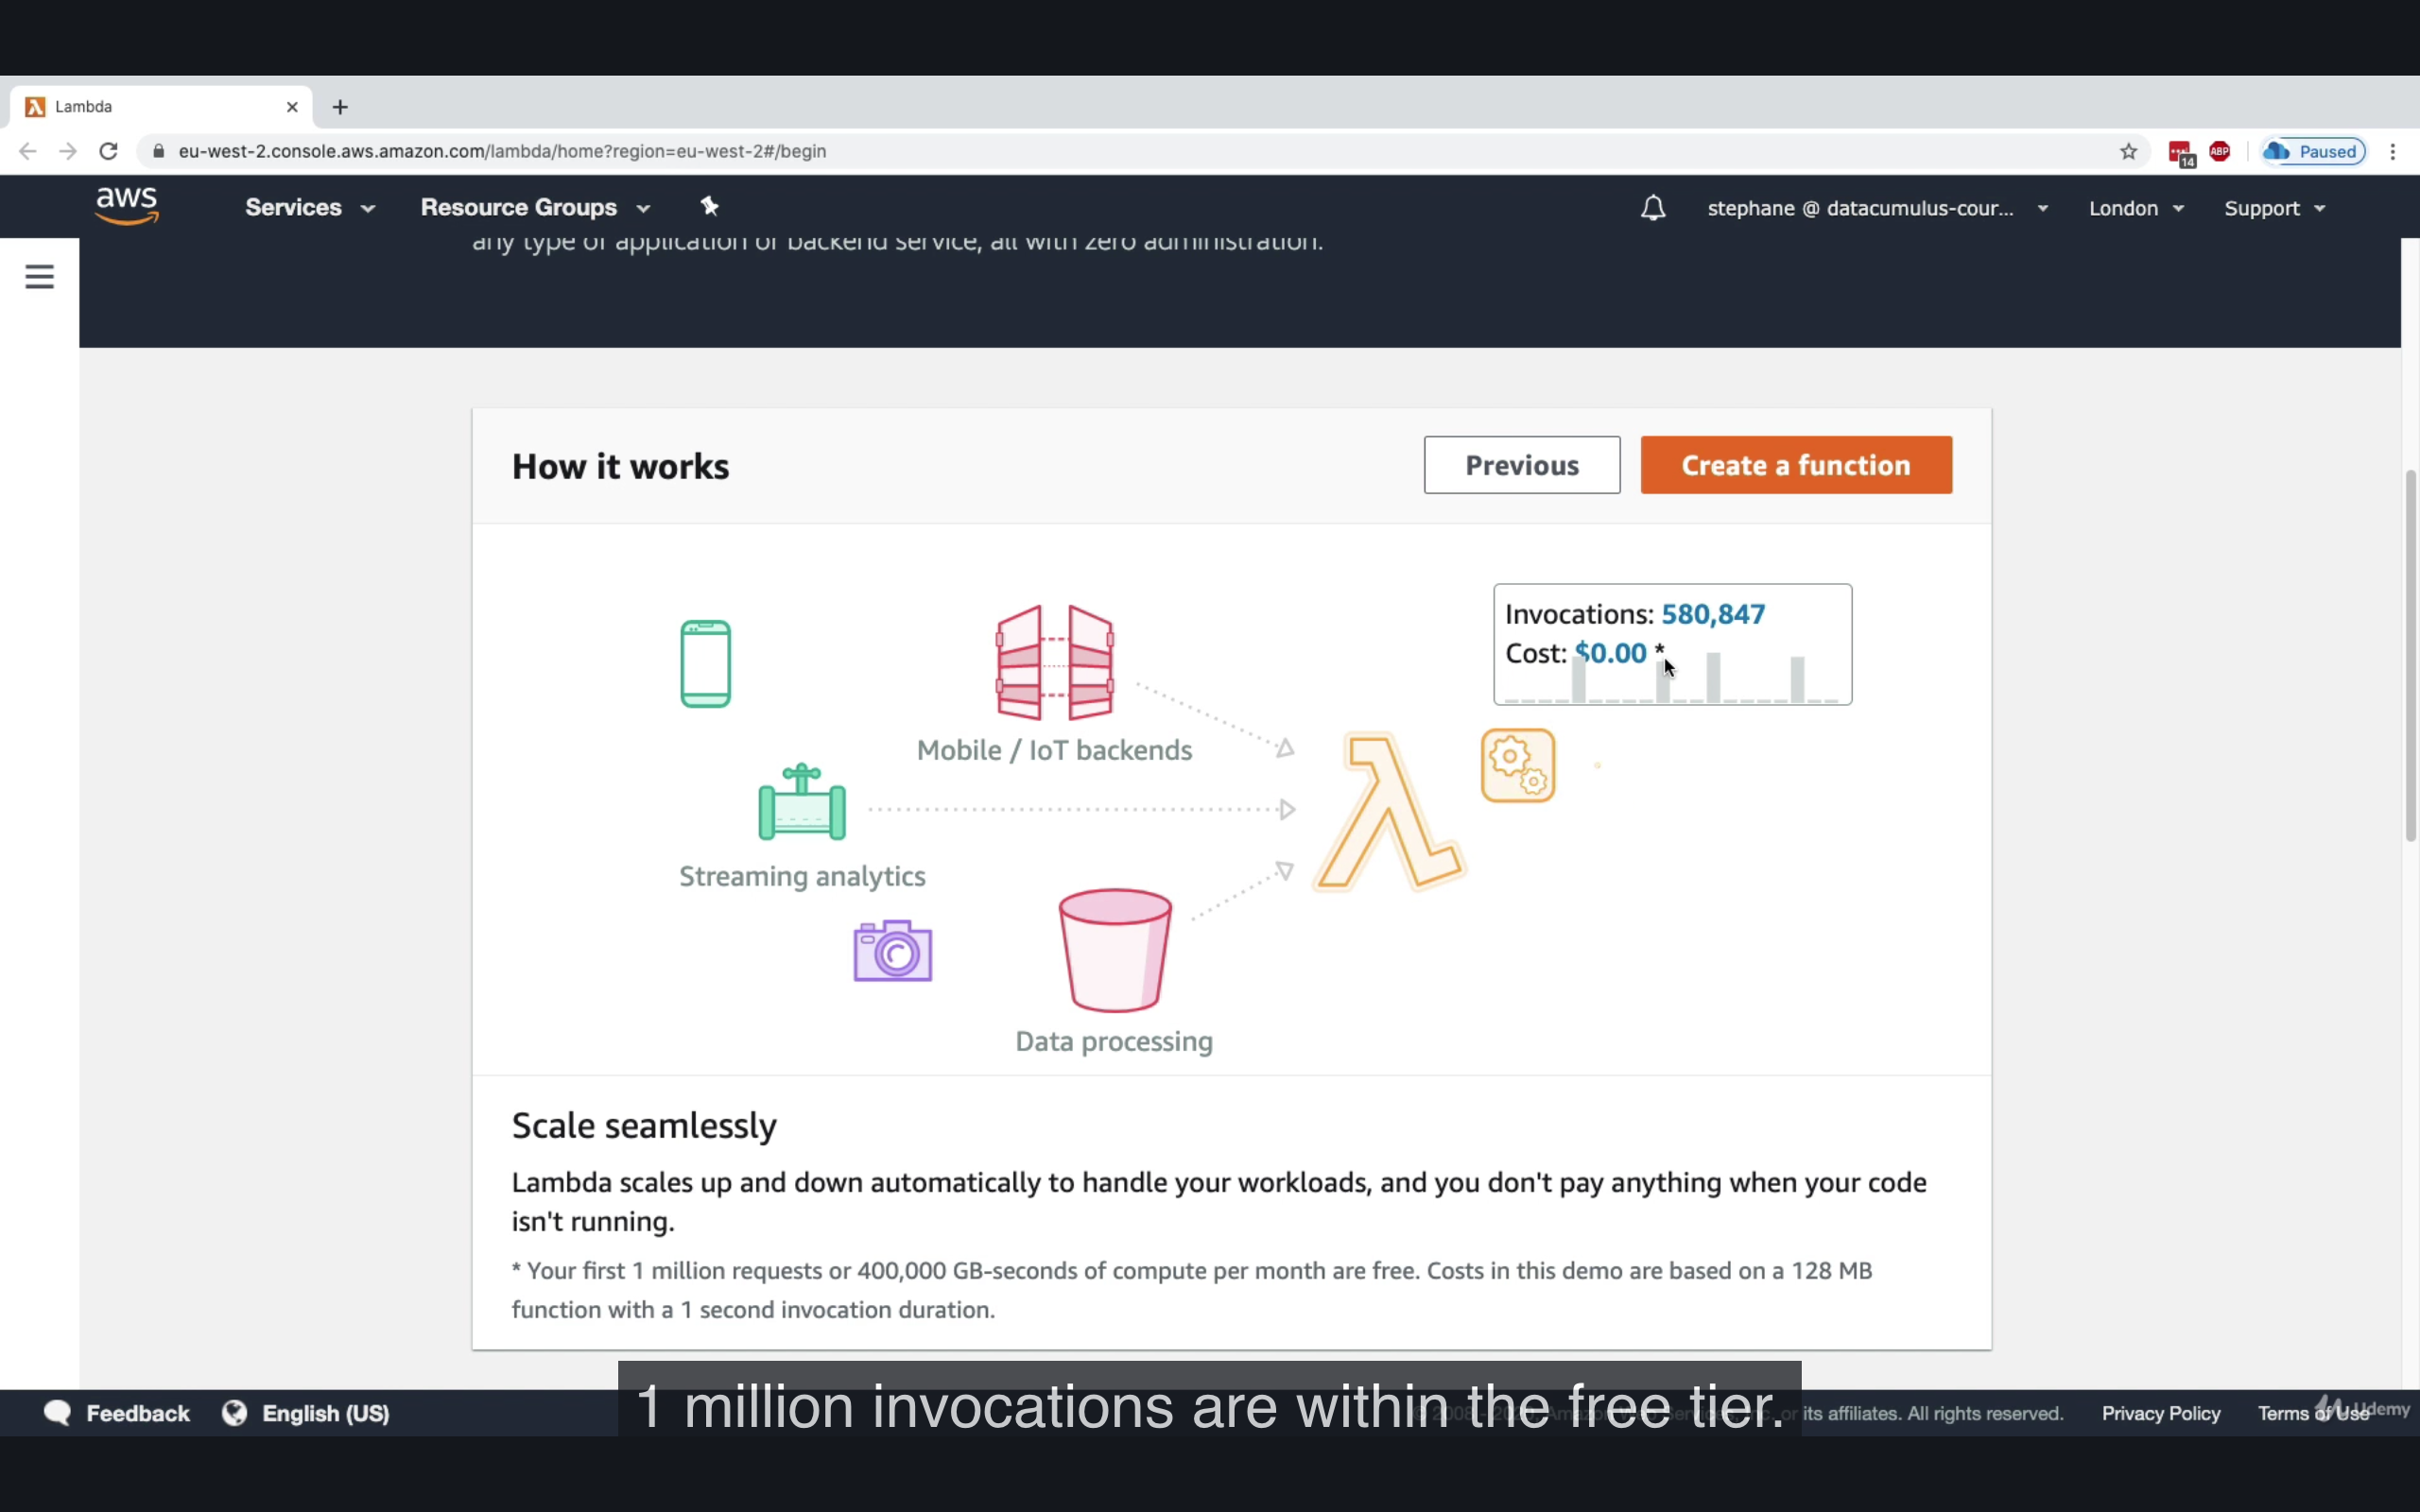 Lambda
eu-west-2.console.aws.amazon.com/lambda/home?region=eu-west-2#/begin
14
ABP
Paused
aws
Services
Resource Groups
stephane @ datacumulus-cour...
London
Support
any type of application or backend service, all with zero administration.
How it works
Previous
Create a function
Invocations: 580,847
Cost: $0.00 *
Mobile / IoT backends
Streaming analytics
Data processing
Scale seamlessly
Lambda scales up and down automatically to handle your workloads, and you don't pay anything when your code
isn't running.
* Your first 1 million requests or 400,000 GB-seconds of compute per month are free. Costs in this demo are based on a 128 MB
function with a 1 second invocation duration.
1 million invocations are within the free tier.
Feedback
English (US)
or its affiliates. All rights reserved.
Privacy Policy
Terms of Use
Udemy